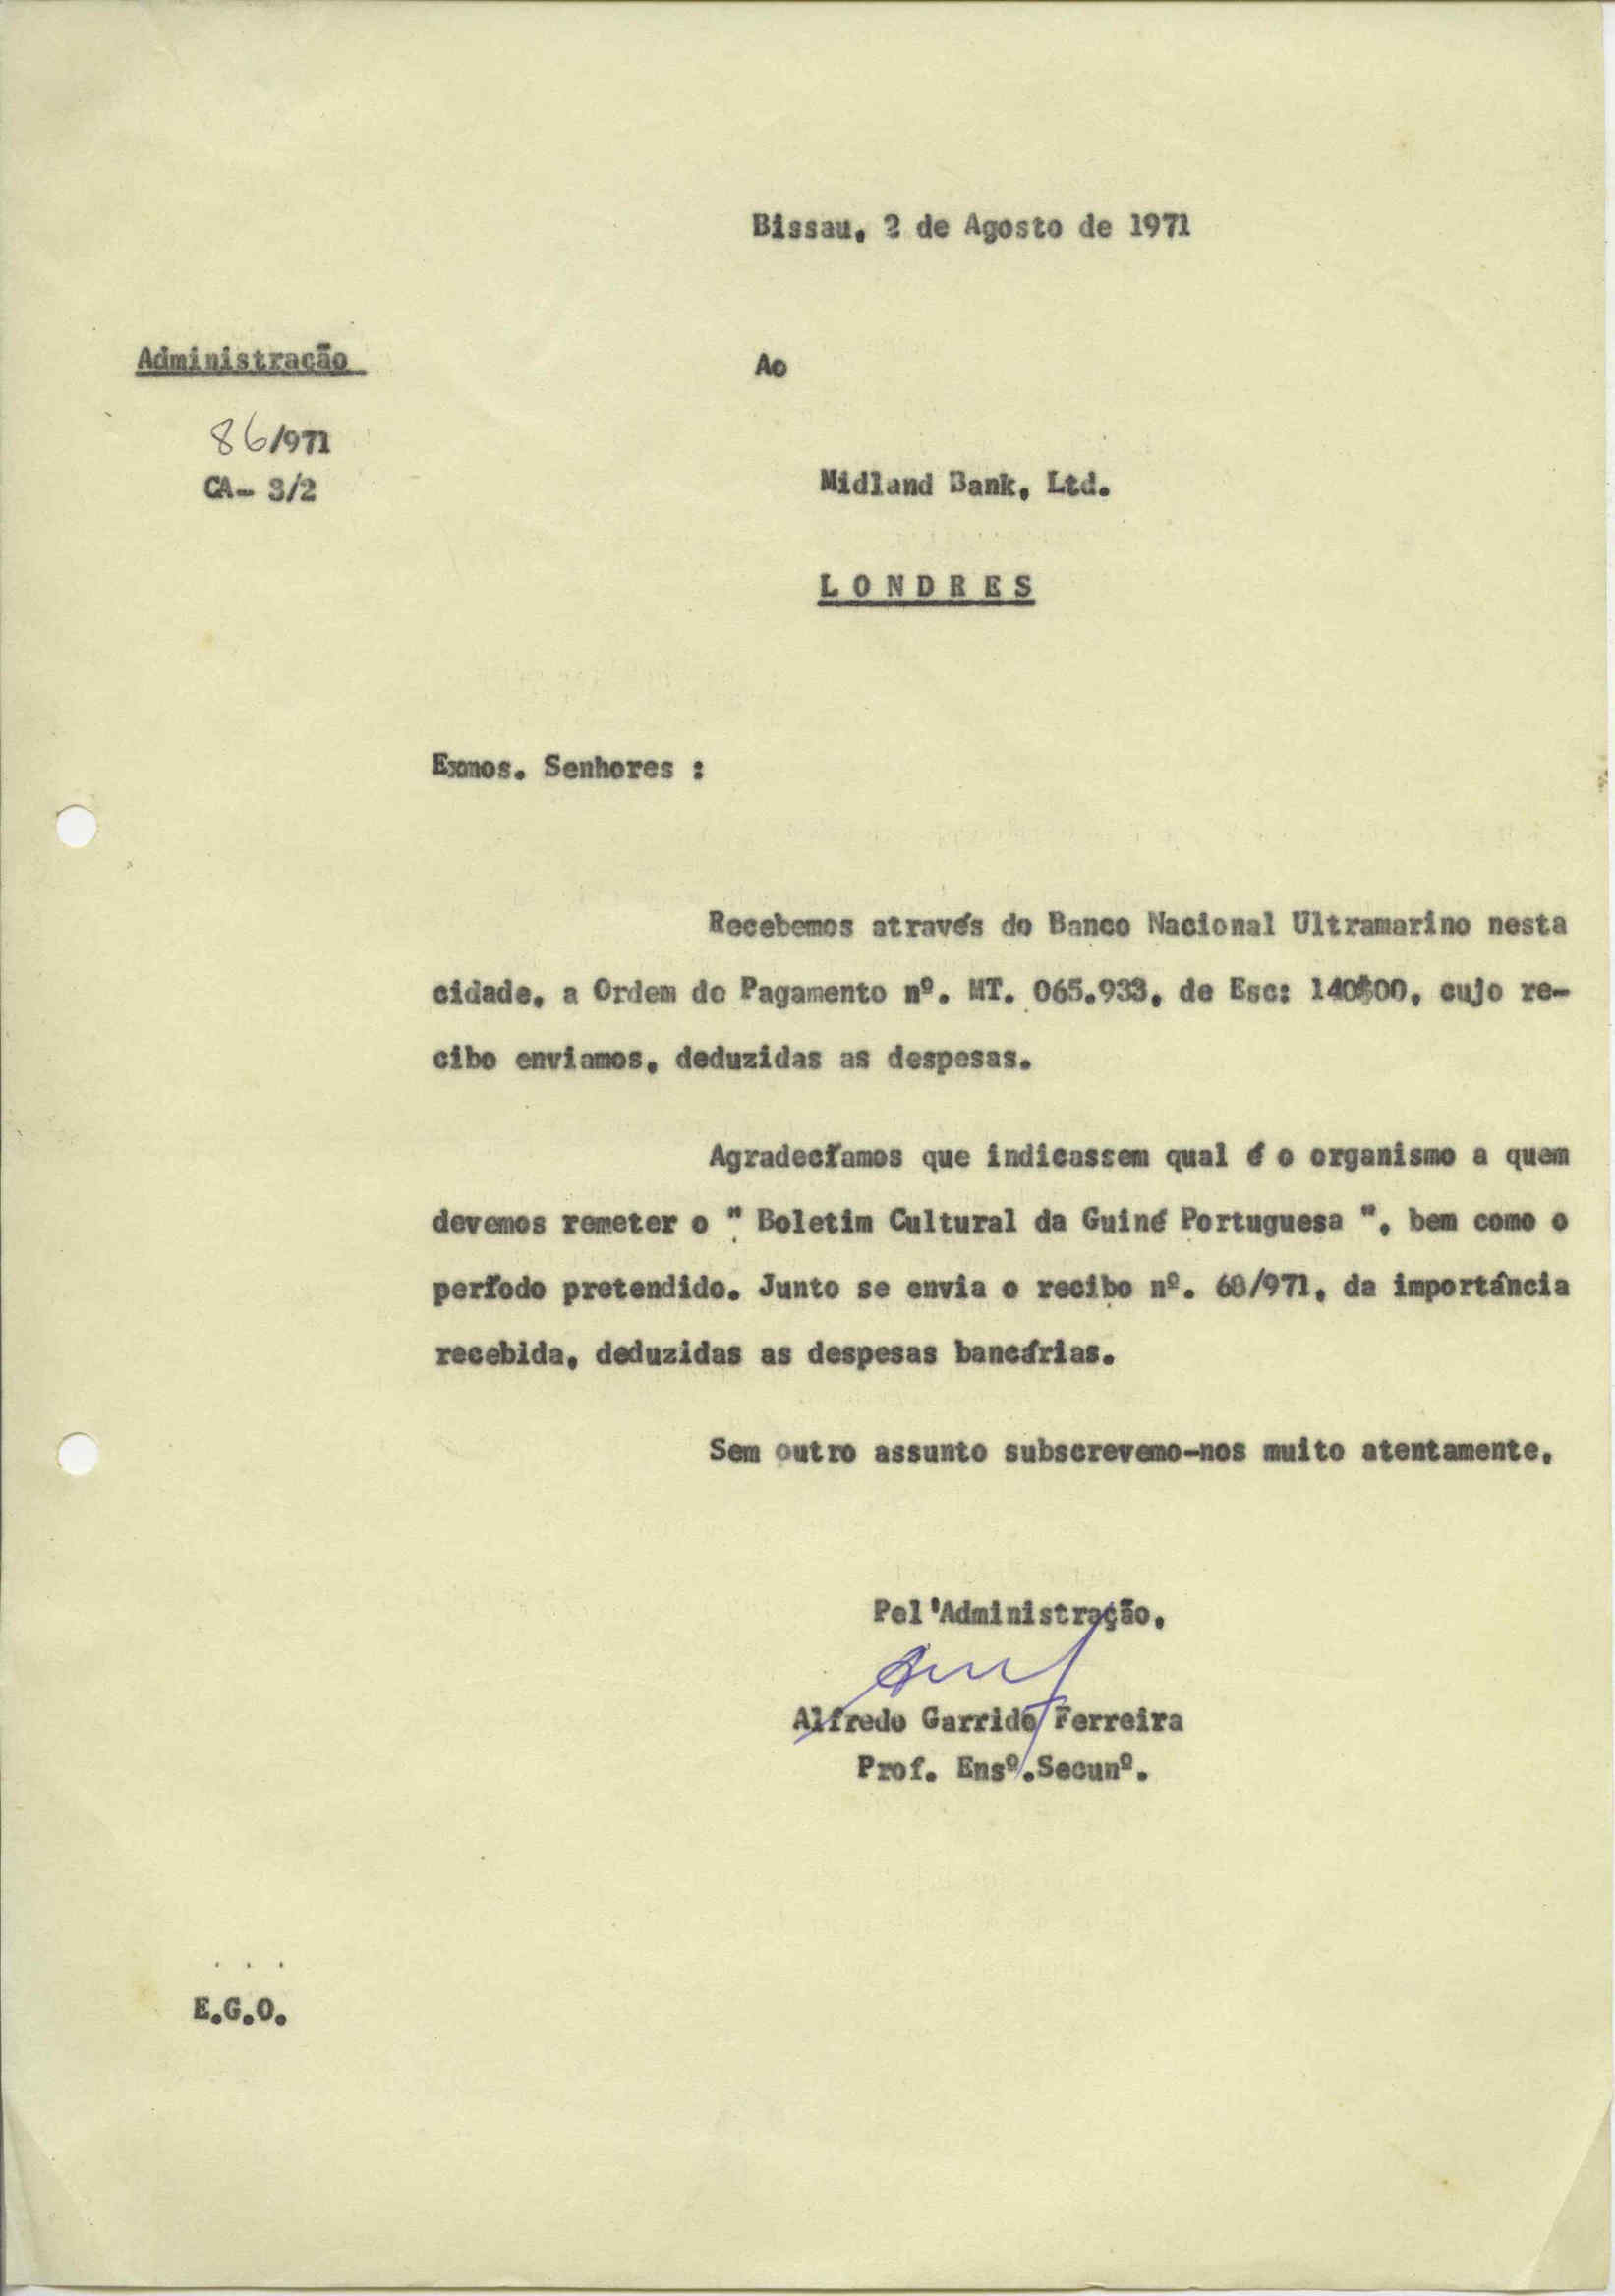 Bissau, 2 de Agosto de 1971
Administração
Ao
86/971
CA- 3/2
Midland Bank, Ltd.
LONDRES
Exmos. Senhores :
Recebemos através do Banco Nacional Ultramarino nesta
cidade, a Ordem de Pagamento nº. MT. 065.933, de Esc: 140$00, cujo re-
cibo enviamos, deduzidas as despesas.
Agradecíamos que indicassem qual é o organismo a quem
devemos remeter o " Boletim Cultural da Guiné Portuguesa ", bem como o
período pretendido. Junto se envia o recibo nº. 68/971, da importância
recebida, deduzidas as despesas bancárias.
Sem outro assunto subscrevemo-nos muito atentamente,
Pel'Administração,
Alfredo Garrido Ferreira
Prof. Ensº.Secunº.
. . .
E.G.O.